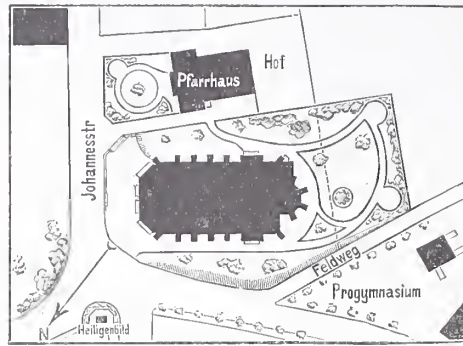 Pfarrhaus
Hof
Johannesstr
Feldweg
Progymnasium
N
Heiligenbild